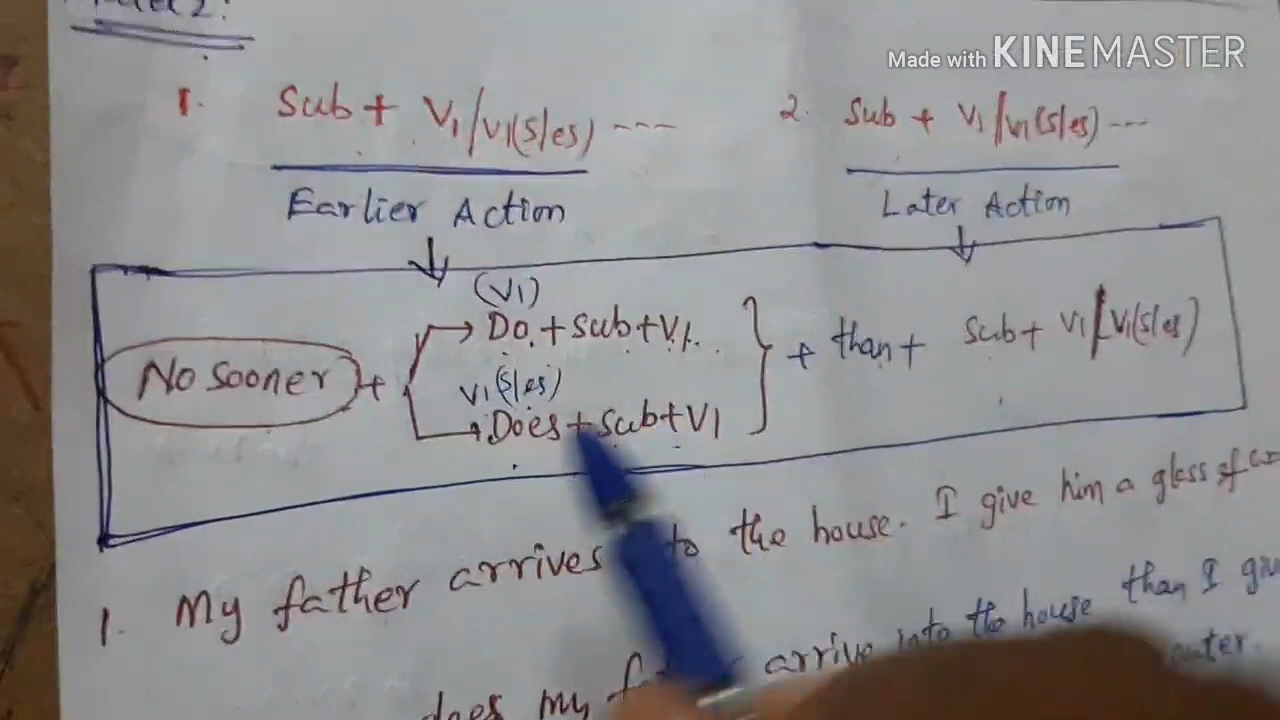 Made with KINEMASTER
1. Sub + V1/V1(s/es) ---- 2. Sub + V1/V1(s/es) ---
Earlier Action Later Action
(V1)
Do + Sub + V1
No sooner + + than + Sub + V1/V1(s/es)
V1(s/es)
Does + Sub + V1
1. My father arrives to the house. I give him a glass of
does my arrive into the house than I